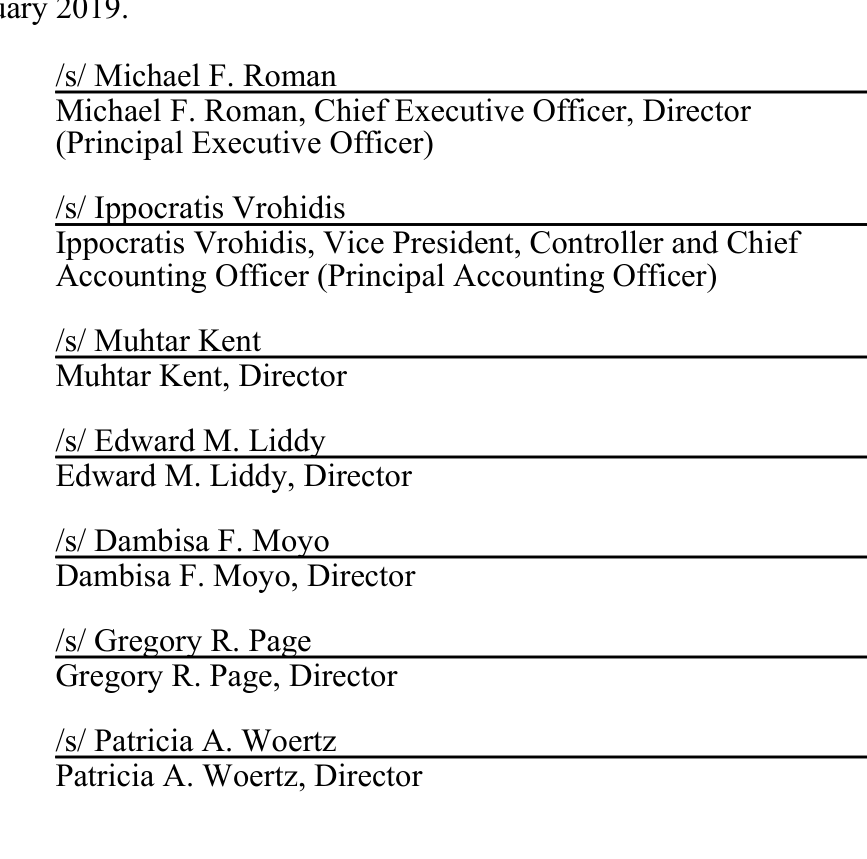 2019.
/s/ Michael F. Roman
Michael F. Roman, Chief Executive Officer, Director
(Principal Executive Officer)
/s/ Ippocratis Vrohidis
Ippocratis Vrohidis, Vice President, Controller and Chief
Accounting Officer (Principal Accounting Officer)
/s/ Muhtar Kent
Muhtar Kent, Director
/s/ Edward M. Liddy
Edward M. Liddy, Director
/s/ Dambisa F. Moyo
Dambisa F. Moyo, Director
/s/ Gregory R. Page
Gregory R. Page, Director
/s/ Patricia A. Woertz
Patricia A. Woertz, Director